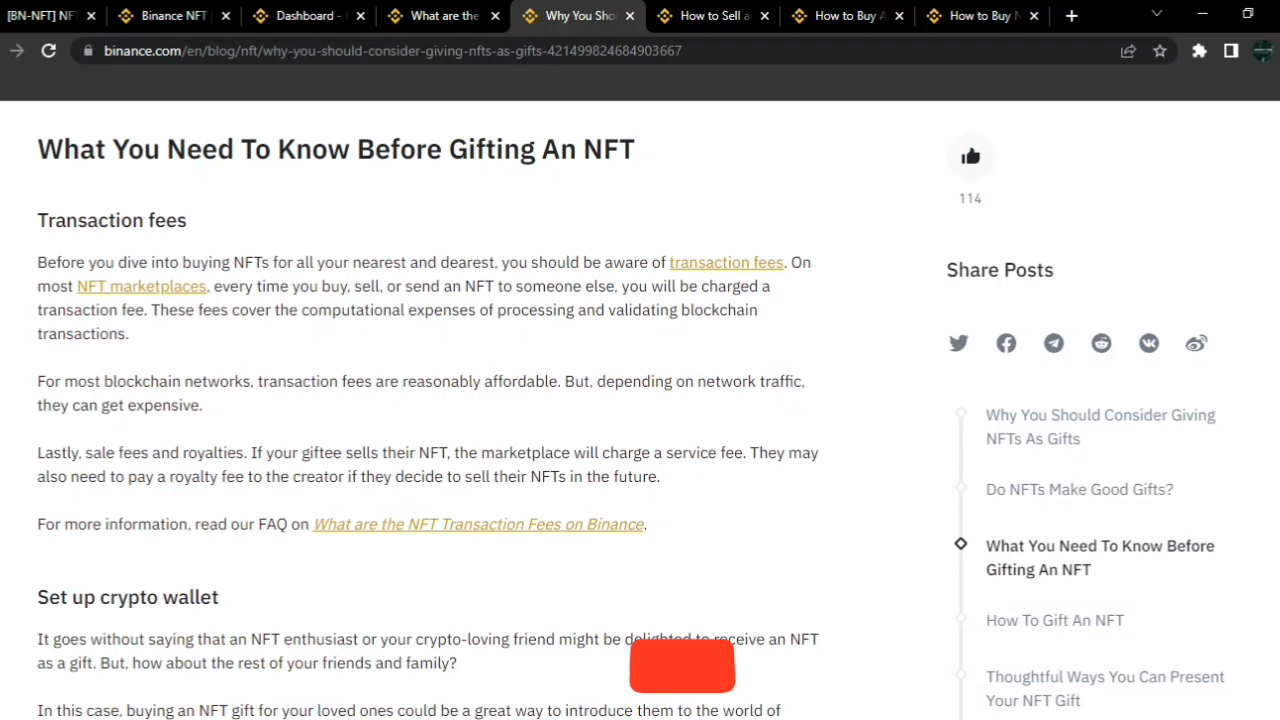 [BN-NFT] NFT
Binance NFT
Dashboard -
What are the
Why You Sho
How to Sell a
How to Buy
How to Buy
binance.com/en/blog/nft/why-you-should-consider-giving-nfts-as-gifts-421499824684903667
What You Need To Know Before Gifting An NFT
Transaction fees
Before you dive into buying NFTs for all your nearest and dearest, you should be aware of transaction fees. On
most NFT marketplaces, every time you buy, sell, or send an NFT to someone else, you will be charged a
transaction fee. These fees cover the computational expenses of processing and validating blockchain
transactions.
For most blockchain networks, transaction fees are reasonably affordable. But, depending on network traffic,
they can get expensive.
Lastly, sale fees and royalties. If your giftee sells their NFT, the marketplace will charge a service fee. They may
also need to pay a royalty fee to the creator if they decide to sell their NFTs in the future.
For more information, read our FAQ on What are the NFT Transaction Fees on Binance.
Set up crypto wallet
It goes without saying that an NFT enthusiast or your crypto-loving friend might be delighted to receive an NFT
as a gift. But, how about the rest of your friends and family?
In this case, buying an NFT gift for your loved ones could be a great way to introduce them to the world of
114
Share Posts
Why You Should Consider Giving
NFTs As Gifts
Do NFTs Make Good Gifts?
What You Need To Know Before
Gifting An NFT
How To Gift An NFT
Thoughtful Ways You Can Present
Your NFT Gift